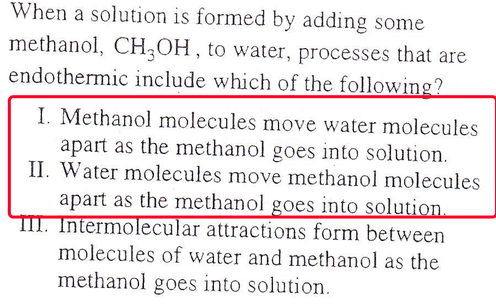 When a solution is formed by adding some
methanol, CH₃OH, to water, processes that are
endothermic include which of the following?
I. Methanol molecules move water molecules
apart as the methanol goes into solution.
II. Water molecules move methanol molecules
apart as the methanol goes into solution.
III. Intermolecular attractions form between
molecules of water and methanol as the
methanol goes into solution.